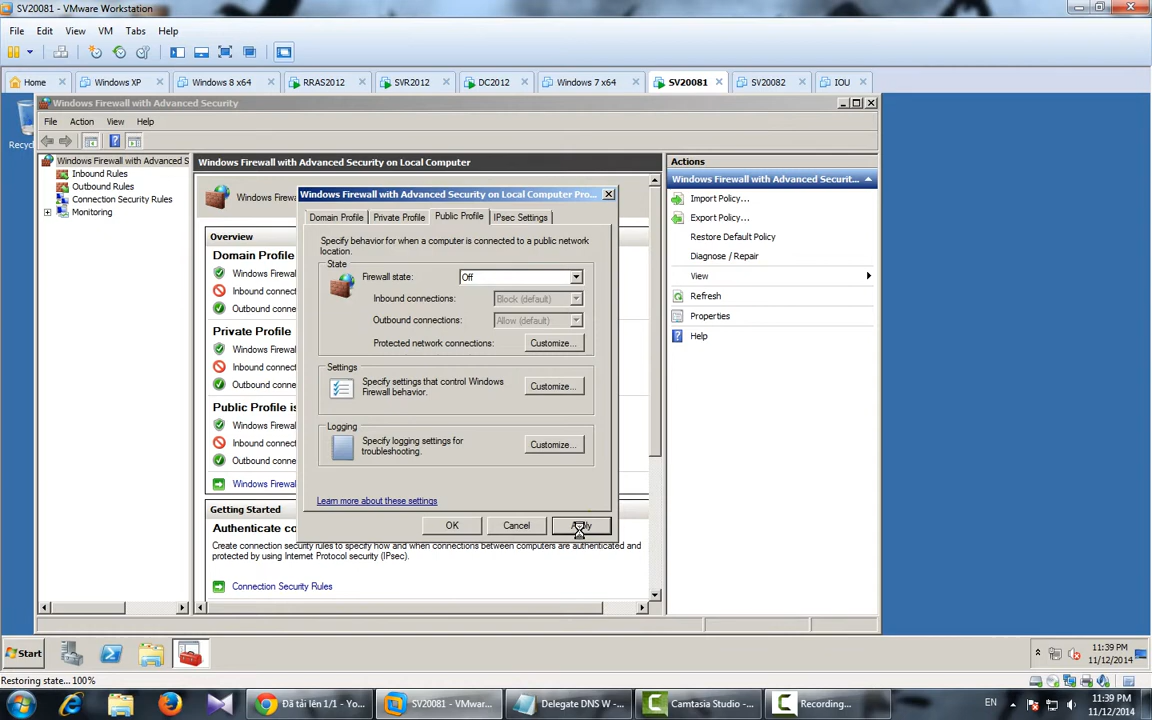 SV20081 - VMware Workstation
File Edit View VM Tabs Help
Home Windows XP Windows 8 x64 RRAS2012 SVR2012 DC2012 Windows 7 x64 SV20081 SV20082 IOU
Recyc
Windows Firewall with Advanced Security
File Action View Help
Windows Firewall with Advanced S
Inbound Rules
Outbound Rules
Connection Security Rules
Monitoring
Windows Firewall with Advanced Security on Local Computer
Overview
Domain Profile
Windows Firewal
Inbound conne
Outbound conne
Private Profile
Windows Firewal
Inbound conne
Outbound conne
Public Profile is
Windows Firewal
Inbound conne
Outbound conne
Windows Firewal
Getting Started
Authenticate co
Create connection security rules to specify how and when connections between computers are authenticated and
protected by using Internet Protocol security (IPsec).
Connection Security Rules
Windows Firewall with Advanced Security on Local Computer Pro...
Domain Profile Private Profile Public Profile IPsec Settings
Specify behavior for when a computer is connected to a public network
location.
State
Firewall state: Off
Inbound connections: Block (default)
Outbound connections: Allow (default)
Protected network connections: Customize...
Settings
Specify settings that control Windows
Firewall behavior.
Customize...
Logging
Specify logging settings for
troubleshooting.
Customize...
Learn more about these settings
OK Cancel Apply
Actions
Windows Firewall with Advanced Securit...
Import Policy...
Export Policy...
Restore Default Policy
Diagnose / Repair
View
Refresh
Properties
Help
Start
11:39 PM
11/12/2014
Restoring state... 100%
Đã tải lên 1/1 - Yo... SV20081 - VMwar... Delegate DNS W -... Camtasia Studio -... Recording...
EN
11:39 PM
11/12/2014